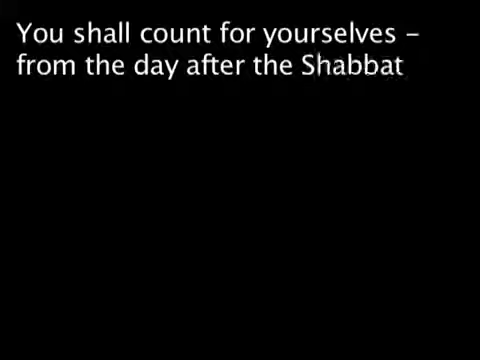 You shall count for yourselves –
from the day after the Shabbat